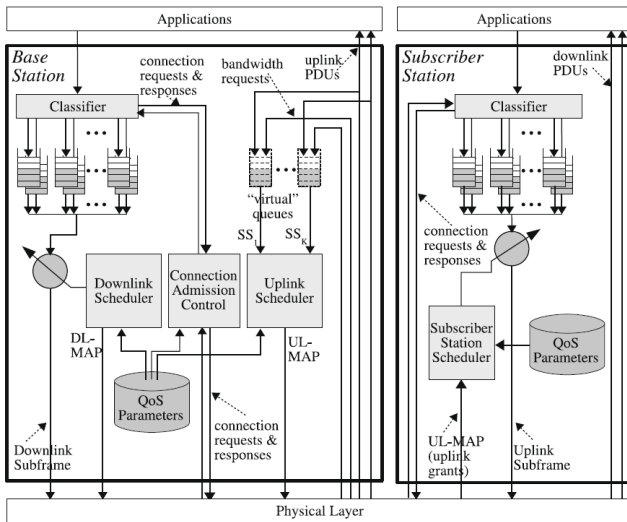 Applications
Applications
Base
Station
connection
requests &
responses
bandwidth
requests
uplink
PDUs
Classifier
"virtual"
queues
SS1
SSK
Downlink
Scheduler
Connection
Admission
Control
Uplink
Scheduler
DL-
MAP
UL-
MAP
QoS
Parameters
connection
requests &
responses
Downlink
Subframe
Subscriber
Station
downlink
PDUs
Classifier
connection
requests &
responses
Subscriber
Station
Scheduler
QoS
Parameters
UL-MAP
(uplink
grants)
Uplink
Subframe
Physical Layer